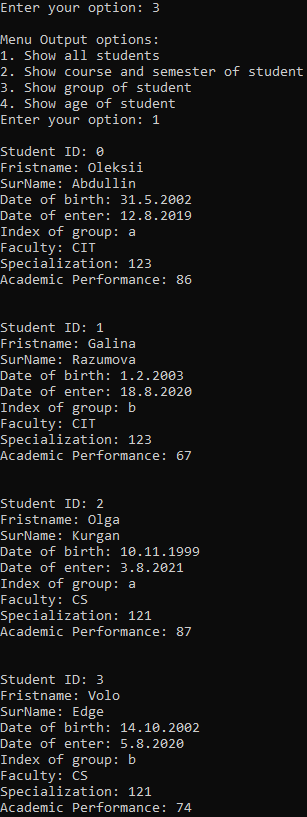 Enter your option: 3
Menu Output options:
1. Show all students
2. Show course and semester of student
3. Show group of student
4. Show age of student
Enter your option: 1
Student ID: 0
Fristname: Oleksii
SurName: Abdullin
Date of birth: 31.5.2002
Date of enter: 12.8.2019
Index of group: a
Faculty: CIT
Specialization: 123
Academic Performance: 86
Student ID: 1
Fristname: Galina
SurName: Razumova
Date of birth: 1.2.2003
Date of enter: 18.8.2020
Index of group: b
Faculty: CIT
Specialization: 123
Academic Performance: 67
Student ID: 2
Fristname: Olga
SurName: Kurgan
Date of birth: 10.11.1999
Date of enter: 3.8.2021
Index of group: a
Faculty: CS
Specialization: 121
Academic Performance: 87
Student ID: 3
Fristname: Volo
SurName: Edge
Date of birth: 14.10.2002
Date of enter: 5.8.2020
Index of group: b
Faculty: CS
Specialization: 121
Academic Performance: 74